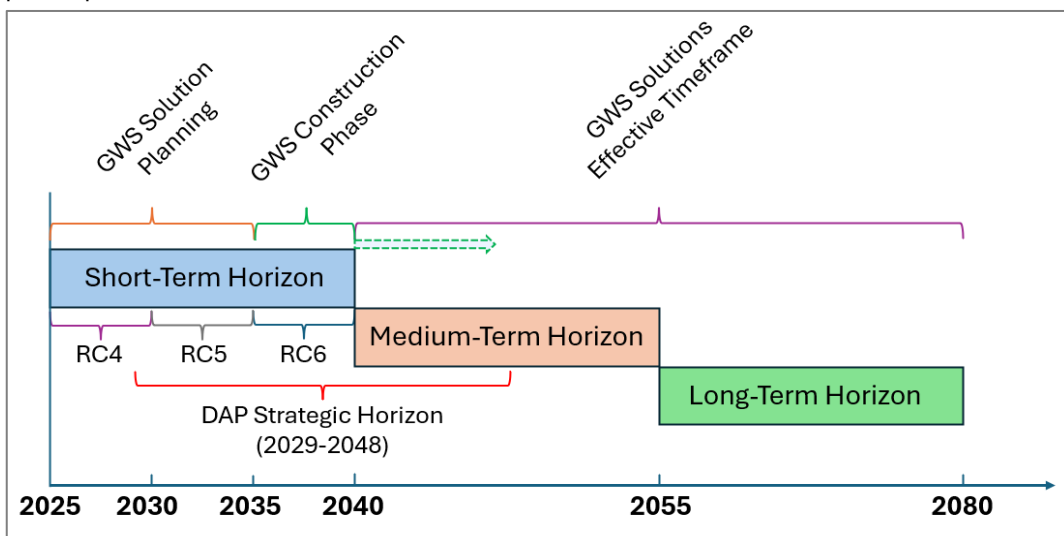 GWS Solution
Planning
GWS Construction
Phase
GWS Solutions
Effective Timeframe
Short-Term Horizon
RC4
RC5
RC6
Medium-Term Horizon
Long-Term Horizon
DAP Strategic Horizon
(2029-2048)
2025
2030
2035
2040
2055
2080